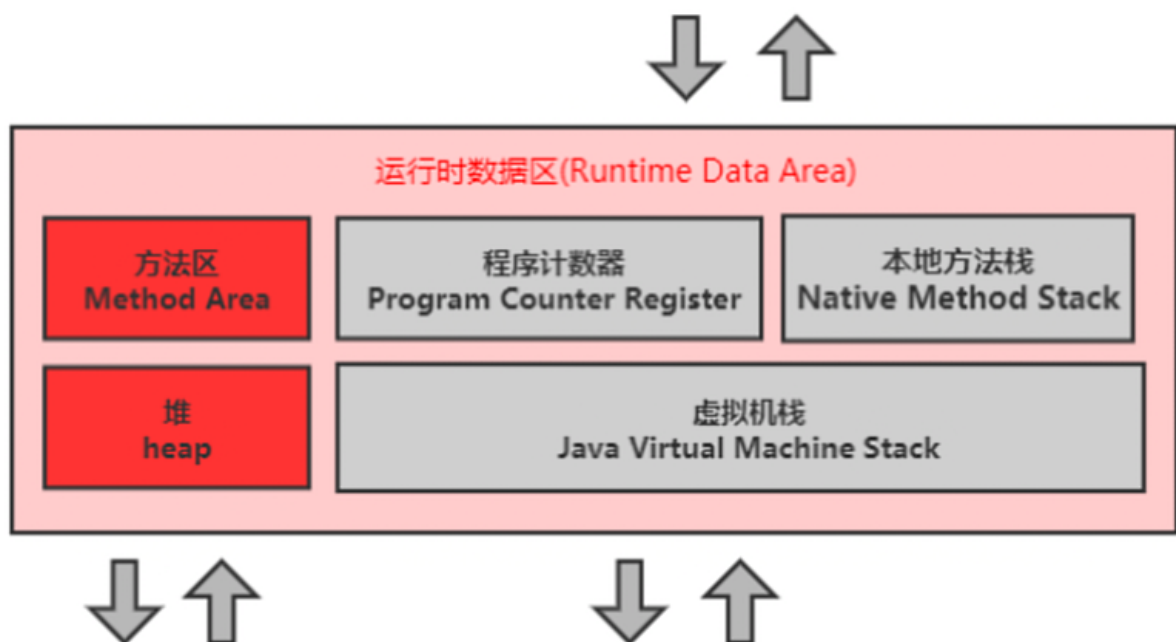 运行时数据区(Runtime Data Area)
方法区
Method Area
程序计数器
Program Counter Register
本地方法栈
Native Method Stack
堆
heap
虚拟机栈
Java Virtual Machine Stack